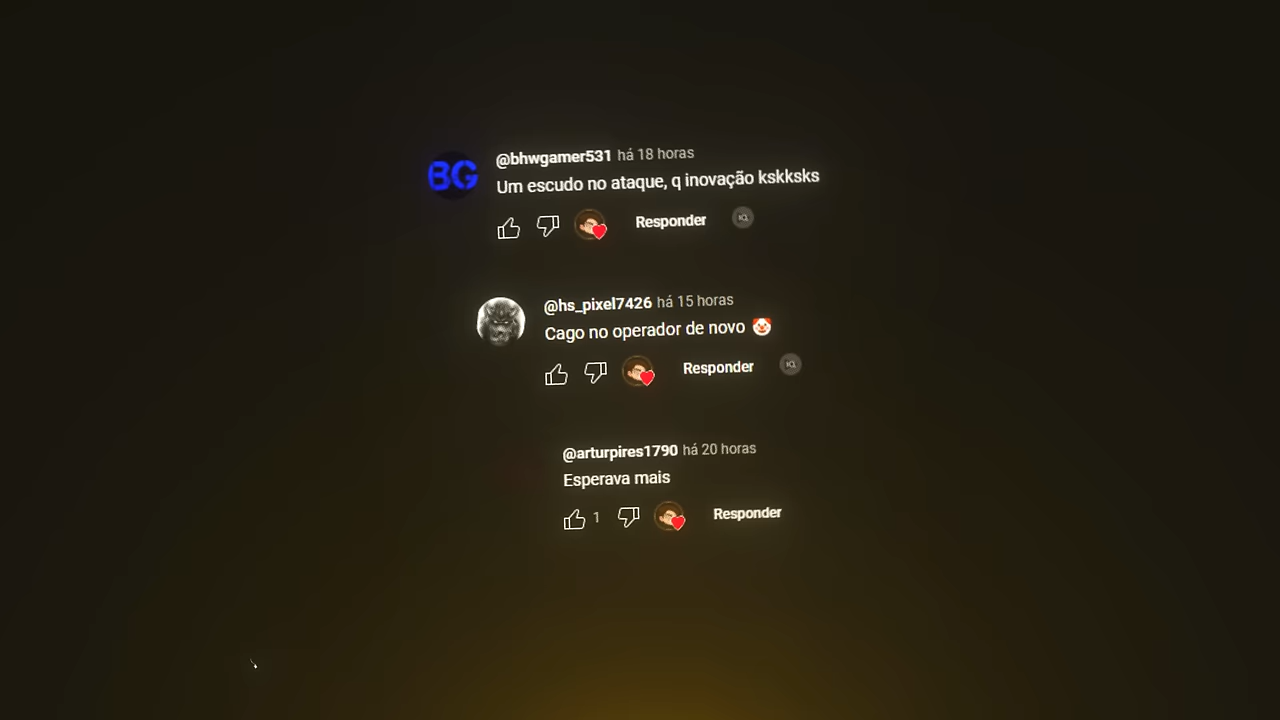 BG
@bhwgamer531 há 18 horas
Um escudo no ataque, q inovação kskksks
Responder
@hs_pixel7426 há 15 horas
Cago no operador de novo 🤡
Responder
@arturpires1790 há 20 horas
Esperava mais
1
Responder